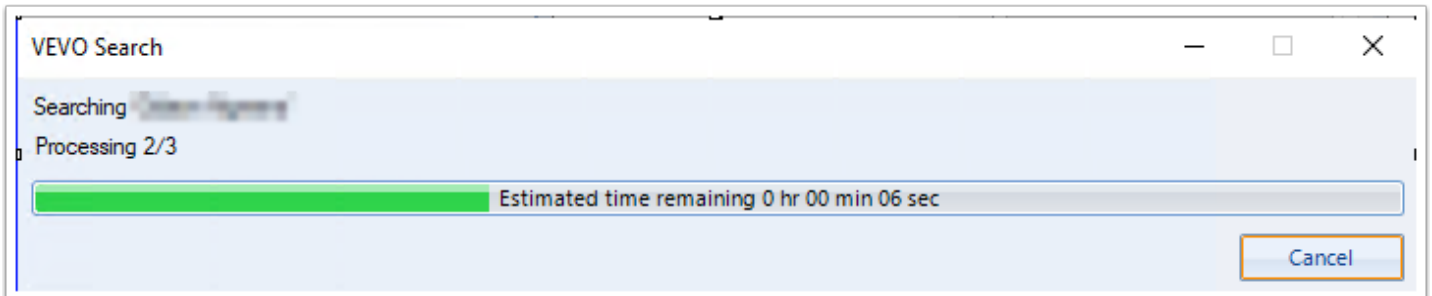 VEVO Search
Searching
Processing 2/3
Estimated time remaining 0 hr 00 min 06 sec
Cancel